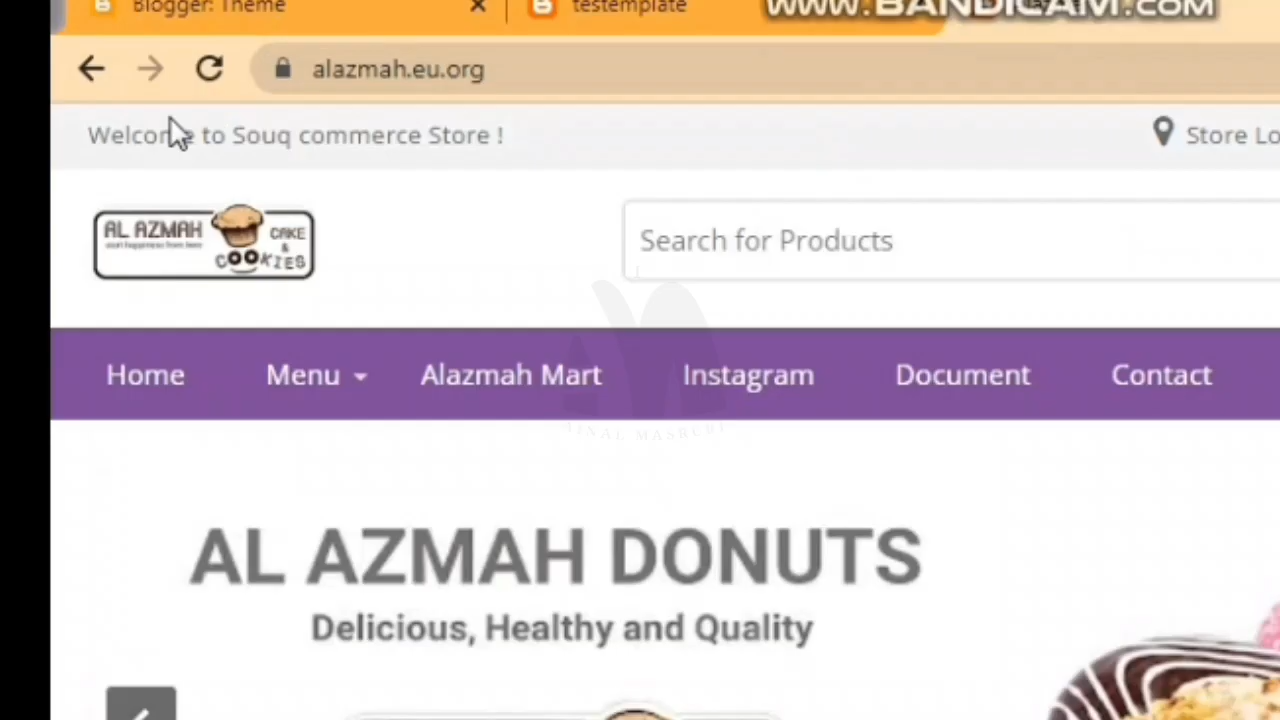 Blogger: Theme
testemplate
www.BANDICAM.com
alazmah.eu.org
Welcome to Souq commerce Store !
Store Lo
AL AZMAH
CAKE
&
COOKIES
Search for Products
Home
Menu
Alazmah Mart
Instagram
Document
Contact
AL AZMAH DONUTS
Delicious, Healthy and Quality